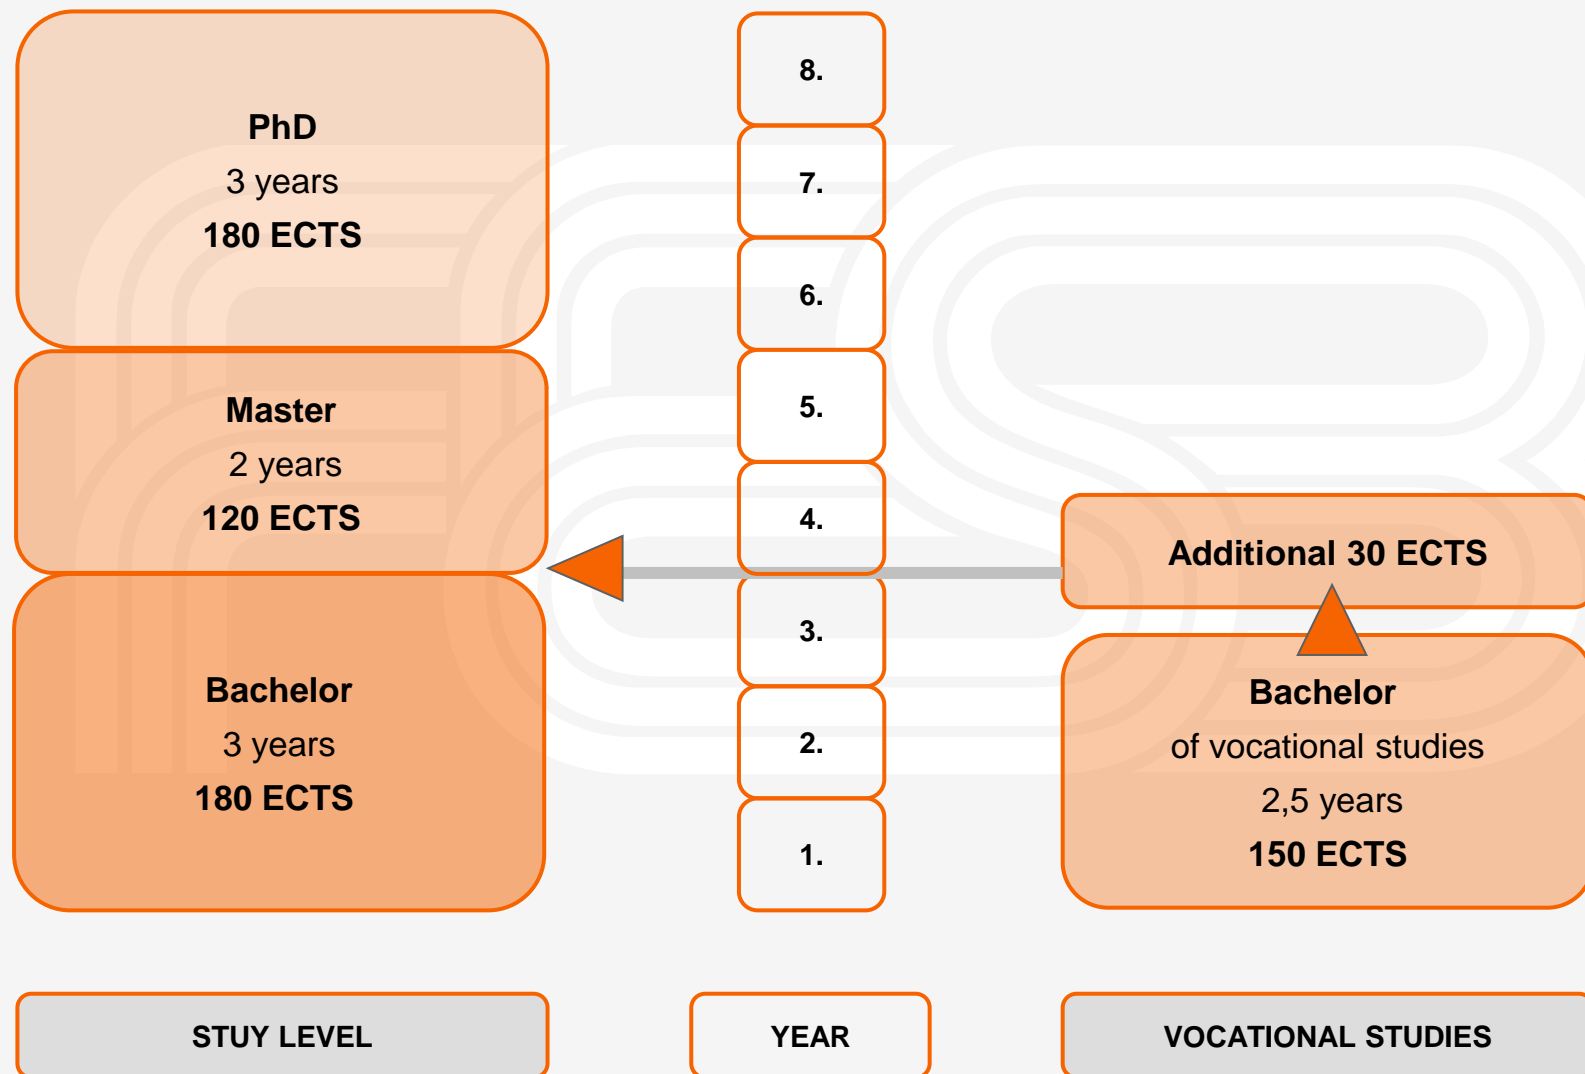 PhD
3 years
180 ECTS
Master
2 years
120 ECTS
Bachelor
3 years
180 ECTS
8.
7.
6.
5.
4.
3.
2.
1.
Additional 30 ECTS
Bachelor
of vocational studies
2,5 years
150 ECTS
STUY LEVEL
YEAR
VOCATIONAL STUDIES